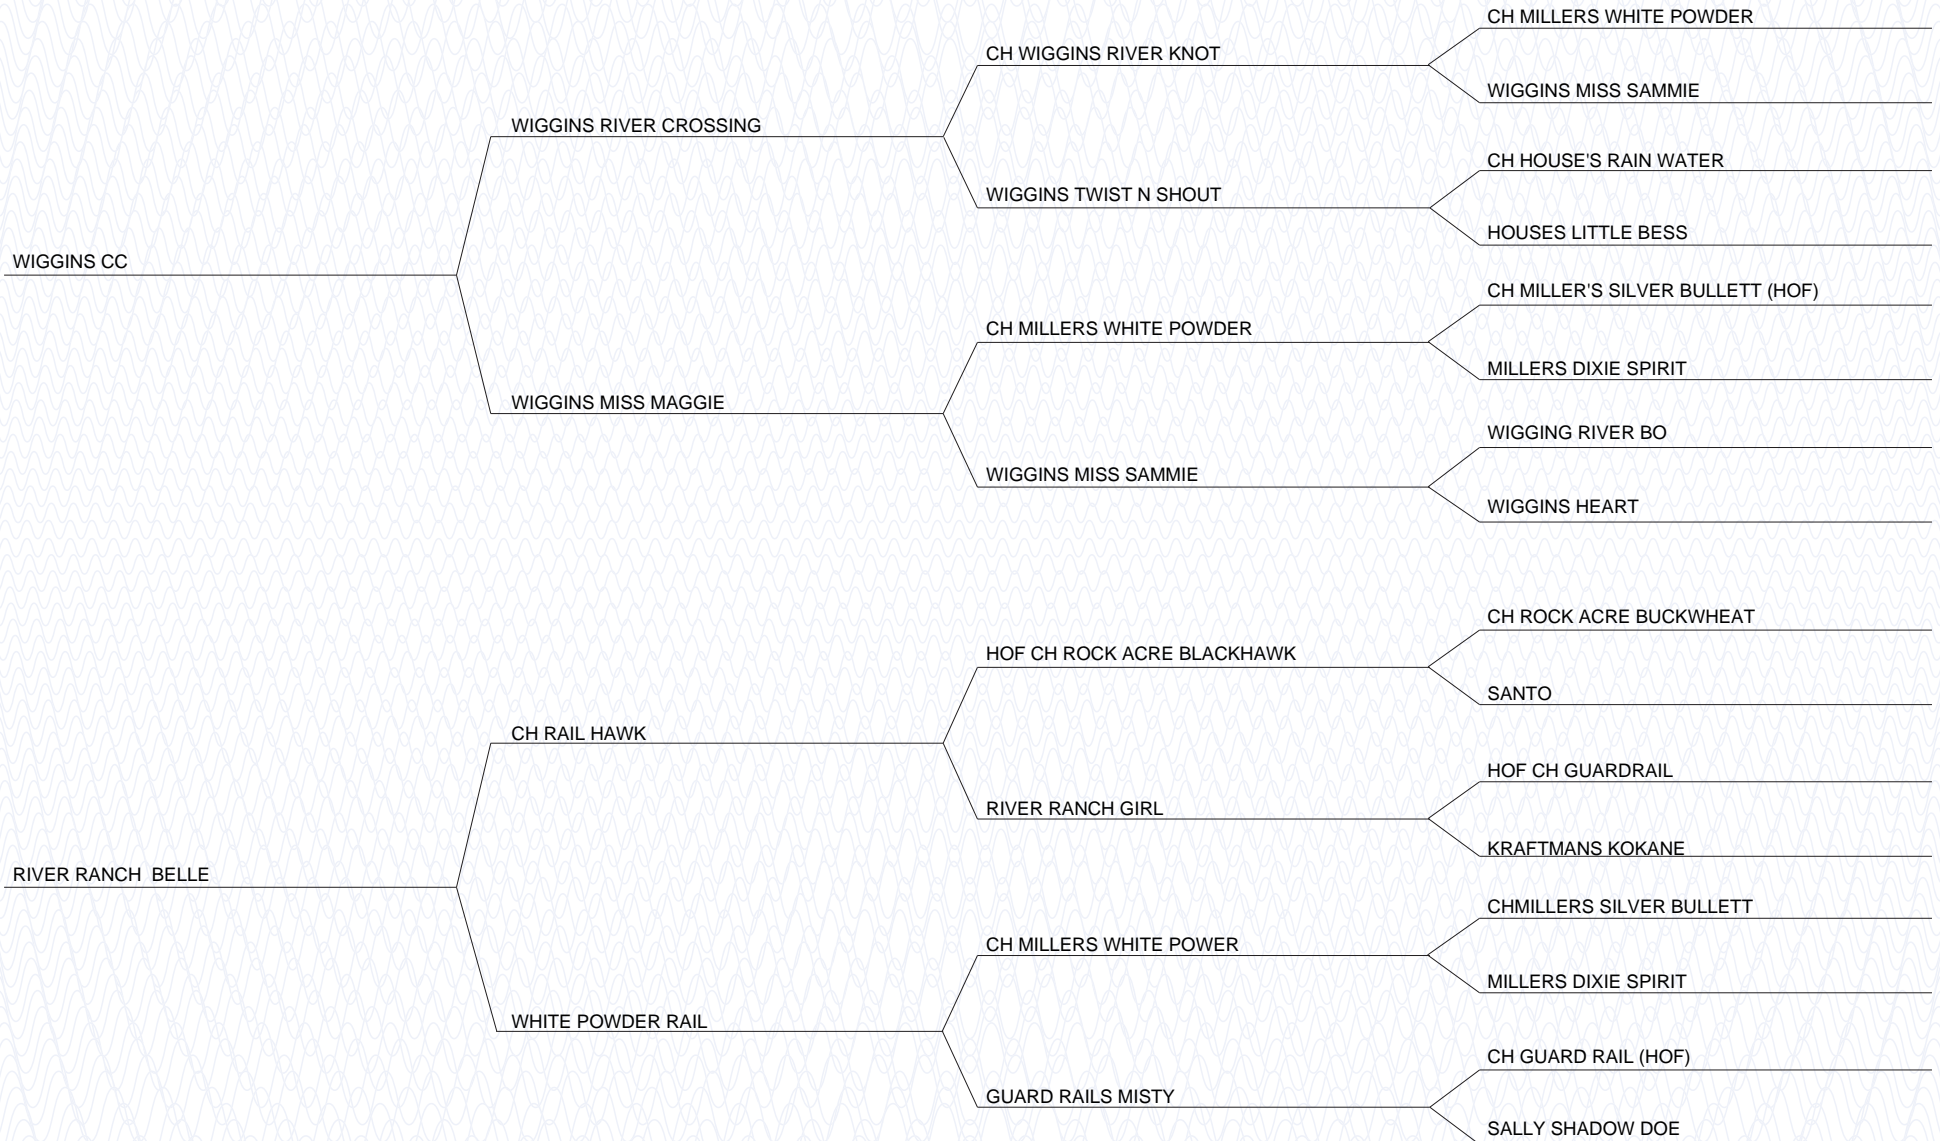 CH MILLERS WHITE POWDER
CH WIGGINS RIVER KNOT
WIGGINS MISS SAMMIE
WIGGINS RIVER CROSSING
CH HOUSE'S RAIN WATER
WIGGINS TWIST N SHOUT
HOUSES LITTLE BESS
WIGGINS CC
CH MILLER'S SILVER BULLETT (HOF)
CH MILLERS WHITE POWDER
MILLERS DIXIE SPIRIT
WIGGINS MISS MAGGIE
WIGGING RIVER BO
WIGGINS MISS SAMMIE
WIGGINS HEART
CH ROCK ACRE BUCKWHEAT
HOF CH ROCK ACRE BLACKHAWK
SANTO
CH RAIL HAWK
HOF CH GUARDRAIL
RIVER RANCH GIRL
KRAFTMANS KOKANE
RIVER RANCH  BELLE
CHMILLERS SILVER BULLETT
CH MILLERS WHITE POWER
MILLERS DIXIE SPIRIT
WHITE POWDER RAIL
CH GUARD RAIL (HOF)
GUARD RAILS MISTY
SALLY SHADOW DOE